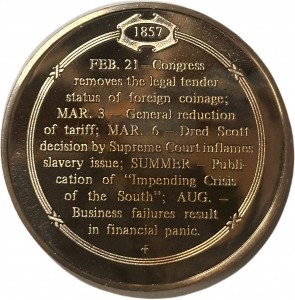 1857
FEB. 21 — Congress
removes the legal tender
status of foreign coinage;
MAR. 3 — General reduction
of tariff; MAR. 6 — Dred Scott
decision by Supreme Court inflames
slavery issue; SUMMER — Publi-
cation of "Impending Crisis
of the South"; AUG. —
Business failures result
in financial panic.